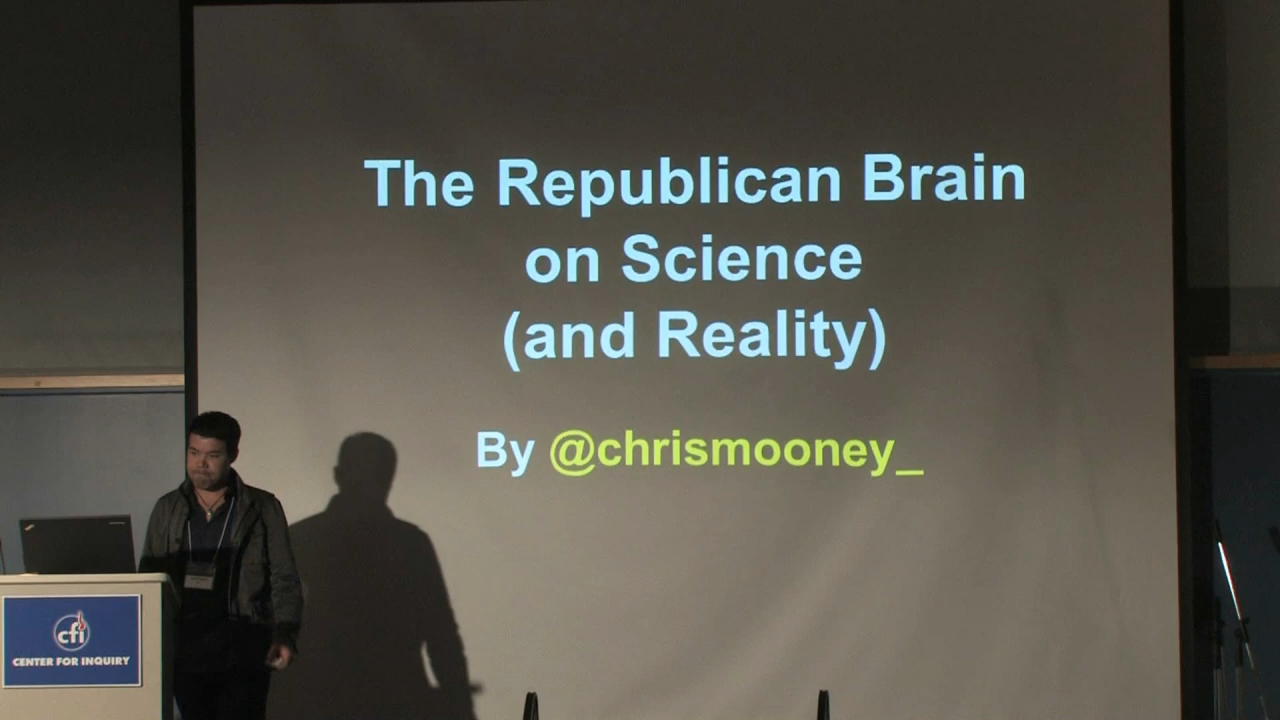 The Republican Brain
on Science
(and Reality)
By @chrismooney_
cfi
CENTER FOR INQUIRY